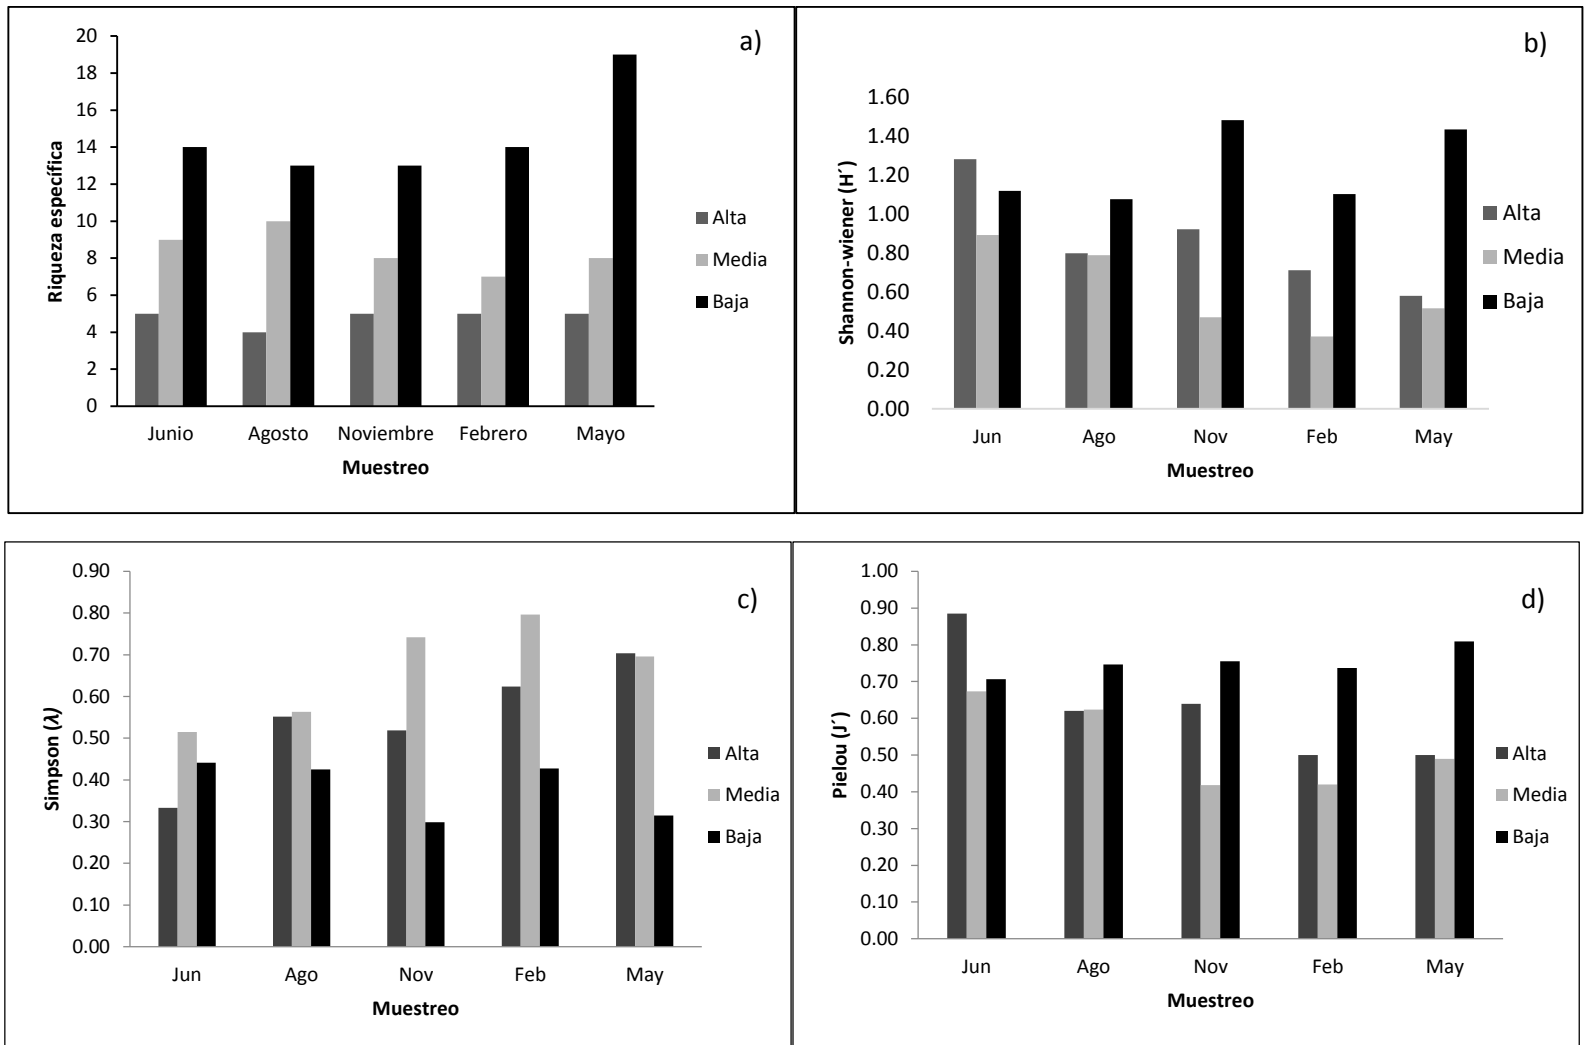 a)
20
18
16
14
12
10
8
6
4
2
0
Riqueza específica
Junio Agosto Noviembre Febrero Mayo
Muestreo
Alta
Media
Baja
b)
1.60
1.40
1.20
1.00
0.80
0.60
0.40
0.20
0.00
Shannon-wiener (H´)
Jun Ago Nov Feb May
Muestreo
Alta
Media
Baja
c)
0.90
0.80
0.70
0.60
0.50
0.40
0.30
0.20
0.10
0.00
Simpson (λ)
Jun Ago Nov Feb May
Muestreo
Alta
Media
Baja
d)
1.00
0.90
0.80
0.70
0.60
0.50
0.40
0.30
0.20
0.10
0.00
Pielou (J´)
Jun Ago Nov Feb May
Muestreo
Alta
Media
Baja